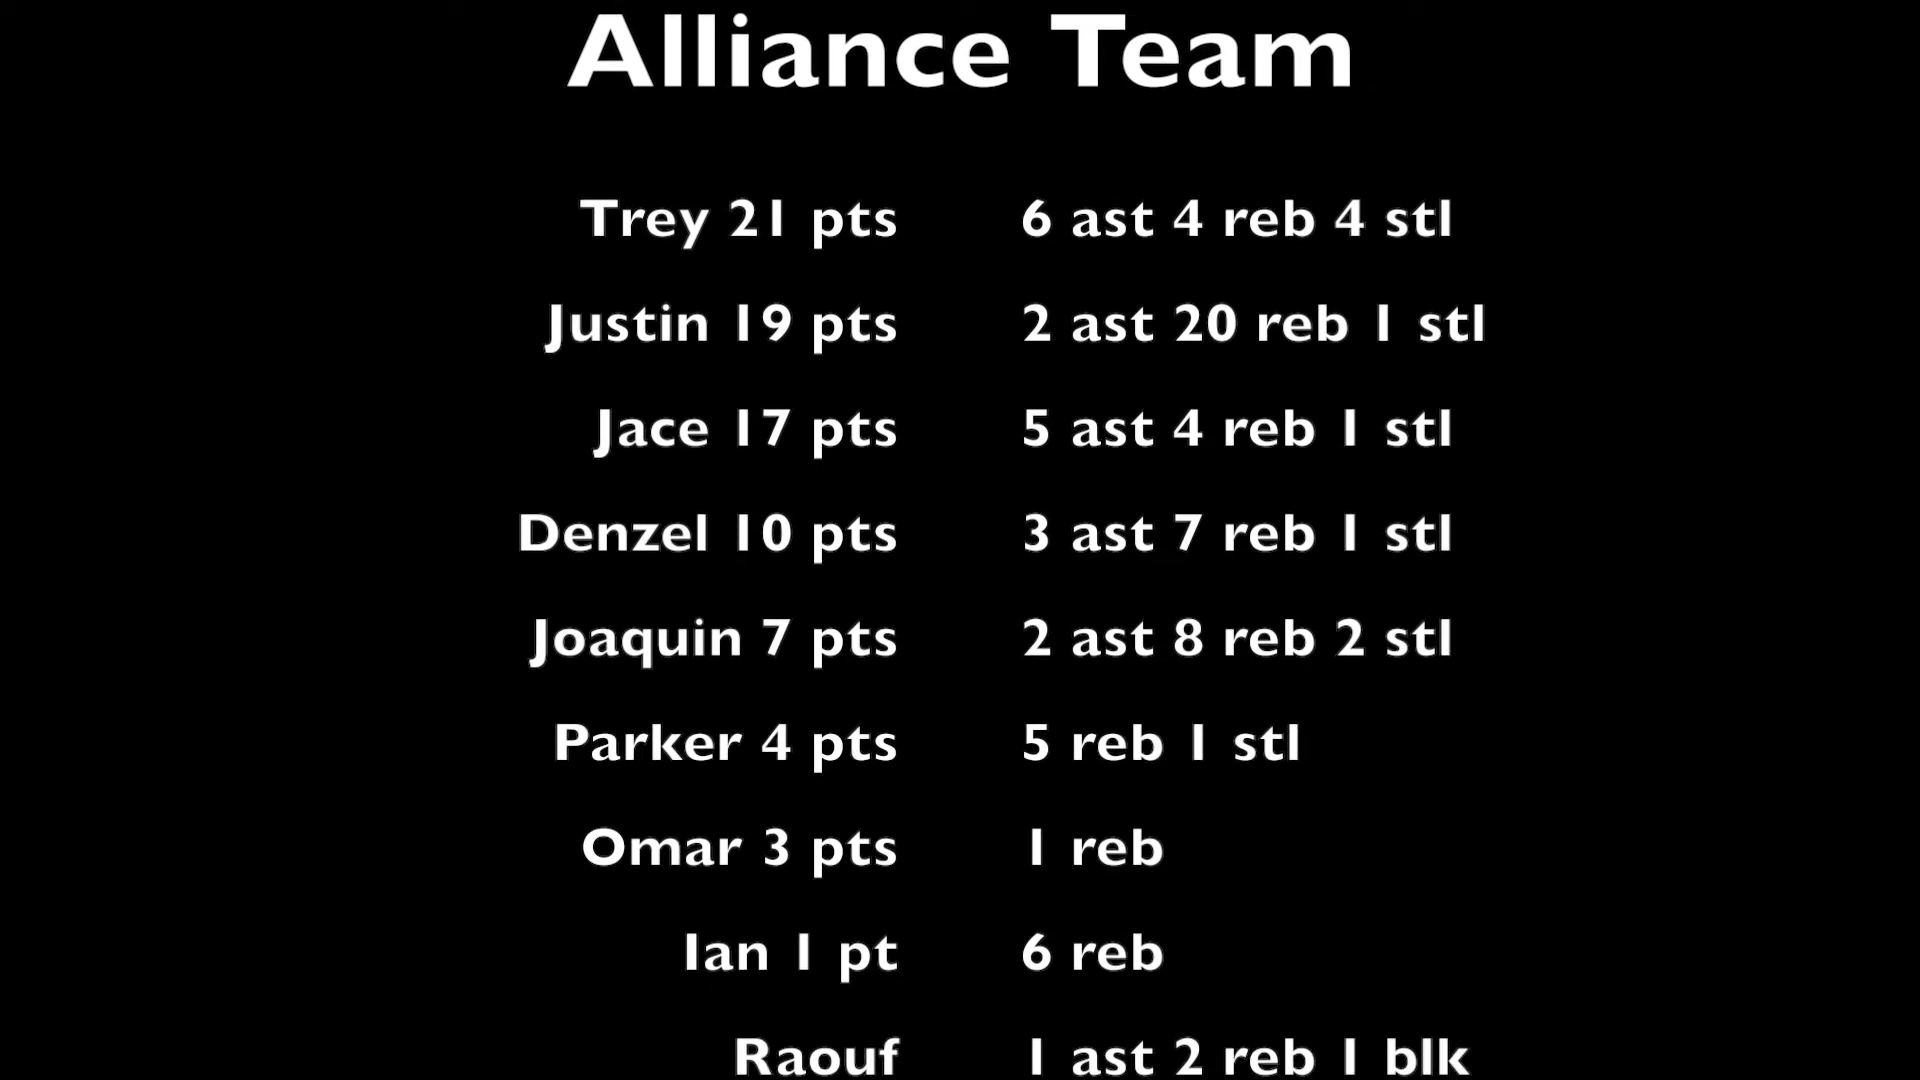 Alliance Team
Trey 21 pts 6 ast 4 reb 4 stl
Justin 19 pts 2 ast 20 reb 1 stl
Jace 17 pts 5 ast 4 reb 1 stl
Denzel 10 pts 3 ast 7 reb 1 stl
Joaquin 7 pts 2 ast 8 reb 2 stl
Parker 4 pts 5 reb 1 stl
Omar 3 pts 1 reb
Ian 1 pt 6 reb
Raouf 1 ast 2 reb 1 blk